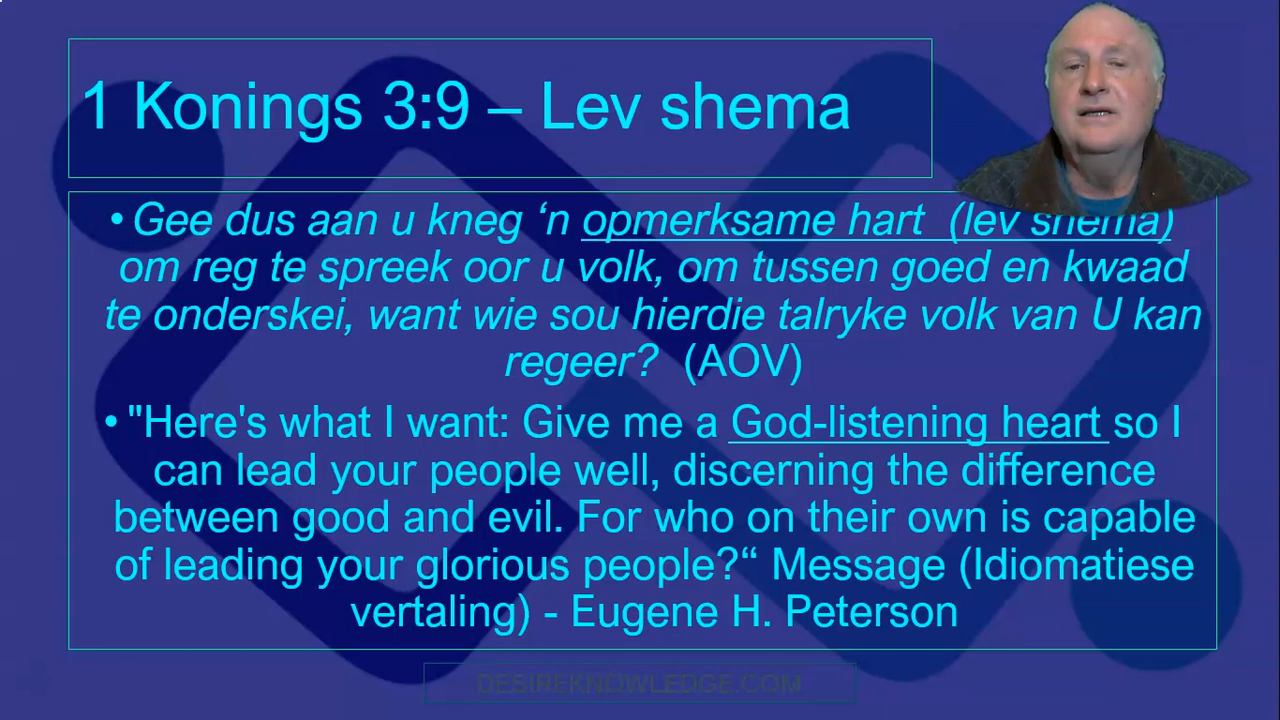 1 Konings 3:9 – Lev shema
• Gee dus aan u kneg ‘n opmerksame hart (lev shema)
om reg te spreek oor u volk, om tussen goed en kwaad
te onderskei, want wie sou hierdie talryke volk van U kan
regeer? (AOV)
• "Here's what I want: Give me a God-listening heart so I
can lead your people well, discerning the difference
between good and evil. For who on their own is capable
of leading your glorious people?“ Message (Idiomatiese
vertaling) - Eugene H. Peterson
DESIREKNOWLEDGE.COM